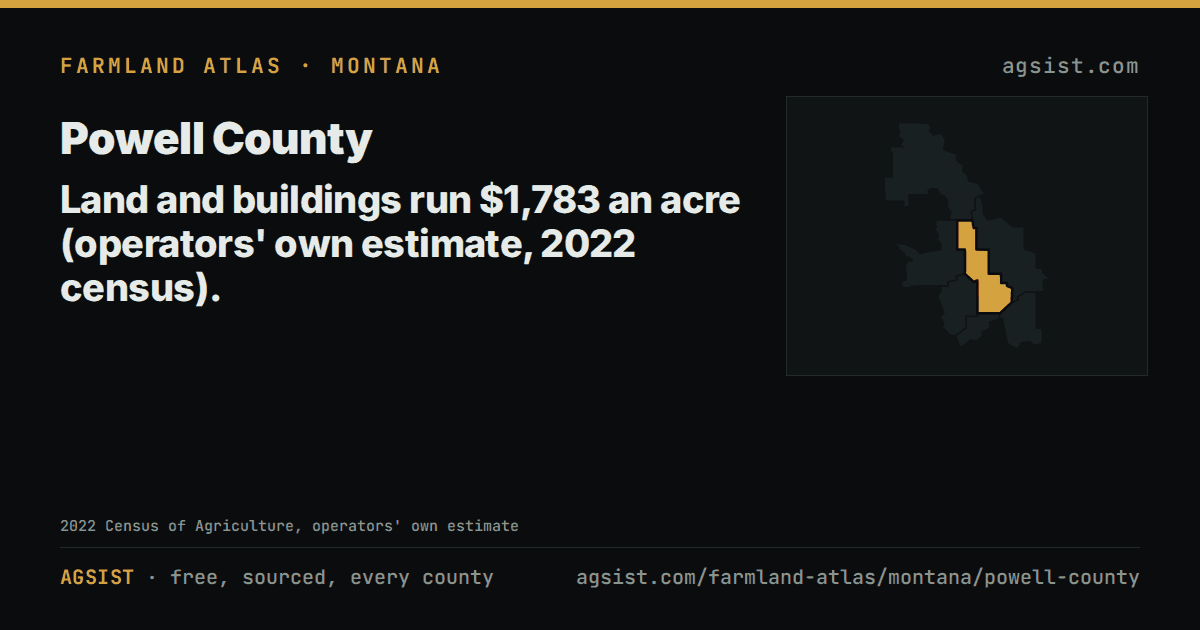 FARMLAND ATLAS · MONTANA
agsist.com
Powell County
Land and buildings run $1,783 an acre
(operators' own estimate, 2022
census).
2022 Census of Agriculture, operators' own estimate
AGSIST · free, sourced, every county
agsist.com/farmland-atlas/montana/powell-county